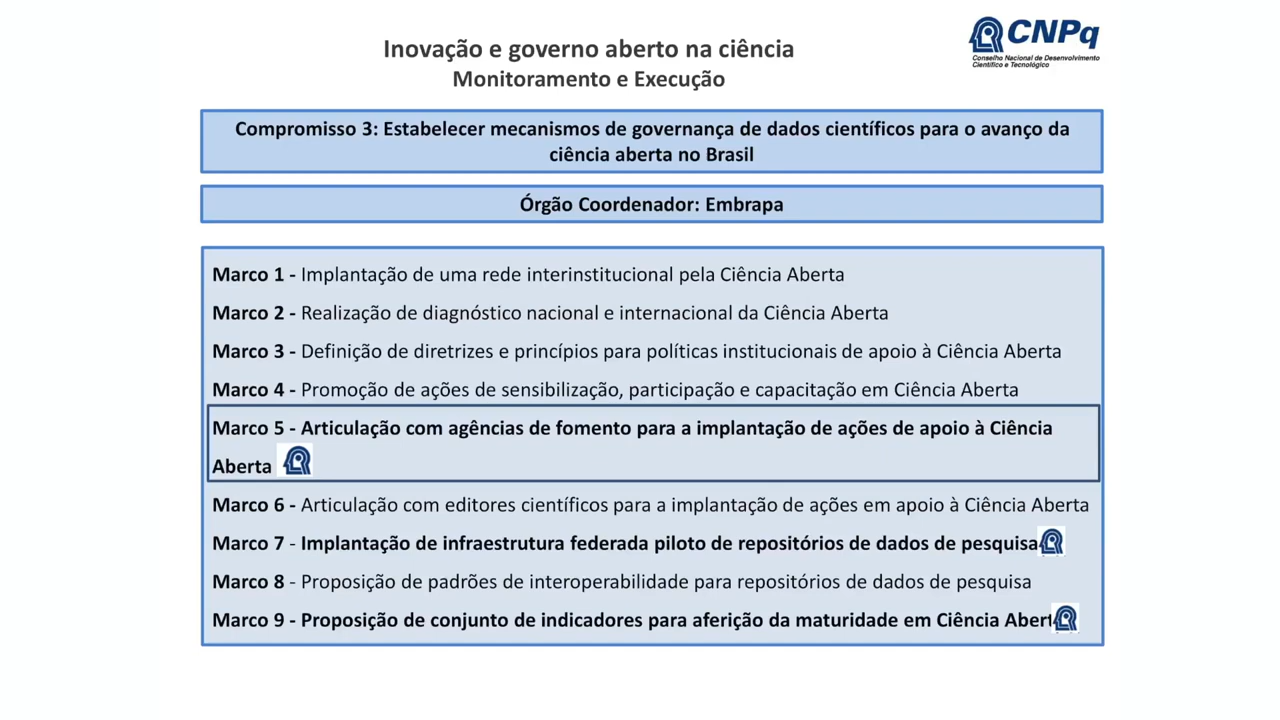 Inovação e governo aberto na ciência
Monitoramento e Execução
CNPq
Conselho Nacional de Desenvolvimento
Científico e Tecnológico
Compromisso 3: Estabelecer mecanismos de governança de dados científicos para o avanço da
ciência aberta no Brasil
Órgão Coordenador: Embrapa
Marco 1 - Implantação de uma rede interinstitucional pela Ciência Aberta
Marco 2 - Realização de diagnóstico nacional e internacional da Ciência Aberta
Marco 3 - Definição de diretrizes e princípios para políticas institucionais de apoio à Ciência Aberta
Marco 4 - Promoção de ações de sensibilização, participação e capacitação em Ciência Aberta
Marco 5 - Articulação com agências de fomento para a implantação de ações de apoio à Ciência
Aberta
Marco 6 - Articulação com editores científicos para a implantação de ações em apoio à Ciência Aberta
Marco 7 - Implantação de infraestrutura federada piloto de repositórios de dados de pesquisa
Marco 8 - Proposição de padrões de interoperabilidade para repositórios de dados de pesquisa
Marco 9 - Proposição de conjunto de indicadores para aferição da maturidade em Ciência Abert